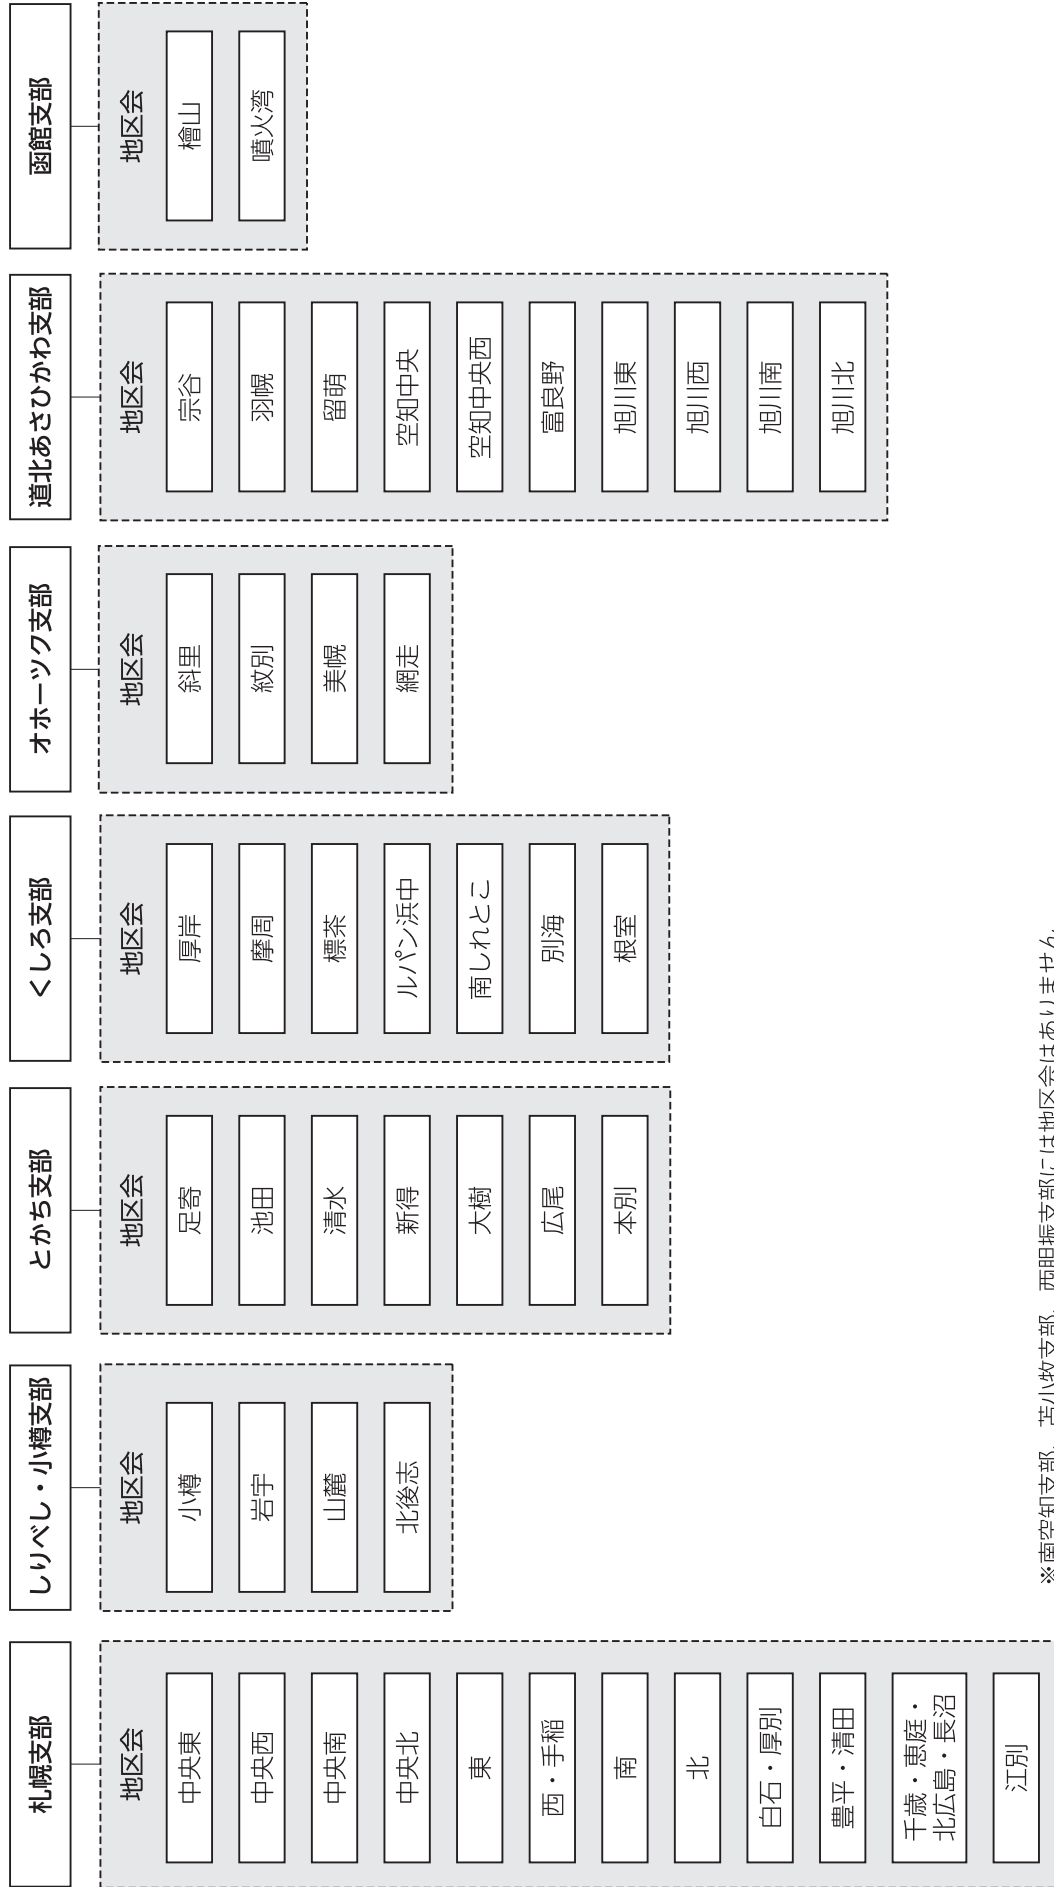 札幌支部
地区会
中央東
中央西
中央南
中央北
東
西・手稲
南
北
白石・厚別
豊平・清田
千歳・恵庭・
北広島・長沼
江別
しりべし・小樽支部
地区会
小樽
岩宇
山麓
北後志
とかち支部
地区会
足寄
池田
清水
新得
大樹
広尾
本別
くしろ支部
地区会
厚岸
摩周
標茶
ルパン浜中
南しれとこ
別海
根室
オホーツク支部
地区会
斜里
紋別
美幌
網走
道北あさひかわ支部
地区会
宗谷
羽幌
留萌
空知中央
空知中央西
富良野
旭川東
旭川西
旭川南
旭川北
函館支部
地区会
檜山
噴火湾
※南空知支部、苫小牧支部、西胆振支部には地区会はありません